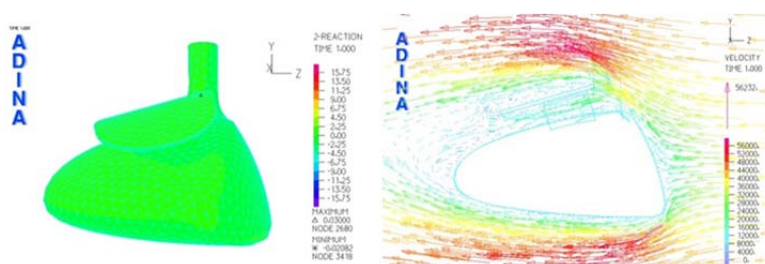 TIME 1.000
ADINA
Y
X Z
Z-REACTION
TIME 1.000
15.75
13.50
11.25
9.00
6.75
4.50
2.25
0.00
-2.25
-4.50
-6.75
-9.00
-11.25
-13.50
-15.75
MAXIMUM
Δ 0.03000
NODE 2680
MINIMUM
✳ -0.02082
NODE 3418
ADINA
Y
X Z
VELOCITY
TIME 1.000
56232.
56000.
52000.
48000.
44000.
40000.
36000.
32000.
28000.
24000.
20000.
16000.
12000.
8000.
4000.
0.